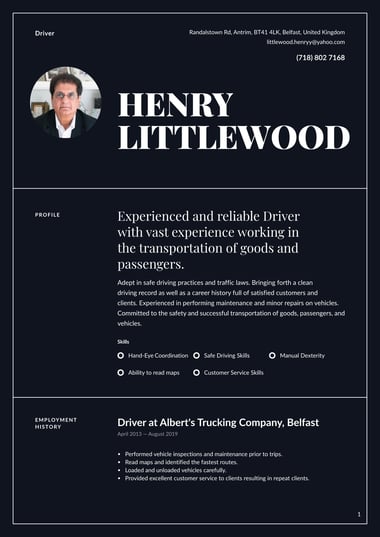 Driver
Randalstown Rd, Antrim, BT41 4LK, Belfast, United Kingdom
littlewood.henryy@yahoo.com
(718) 802 7168
HENRY
LITTLEWOOD
PROFILE
Experienced and reliable Driver
with vast experience working in
the transportation of goods and
passengers.
Adept in safe driving practices and traffic laws. Bringing forth a clean
driving record as well as a career history full of satisfied customers and
clients. Experienced in performing maintenance and minor repairs on vehicles.
Committed to the safety and successful transportation of goods, passengers, and
vehicles.
Skills
Hand-Eye Coordination
Safe Driving Skills
Manual Dexterity
Ability to read maps
Customer Service Skills
EMPLOYMENT
HISTORY
Driver at Albert's Trucking Company, Belfast
April 2013 — August 2019
• Performed vehicle inspections and maintenance prior to trips.
• Read maps and identified the fastest routes.
• Loaded and unloaded vehicles carefully.
• Provided excellent customer service to clients resulting in repeat clients.
1